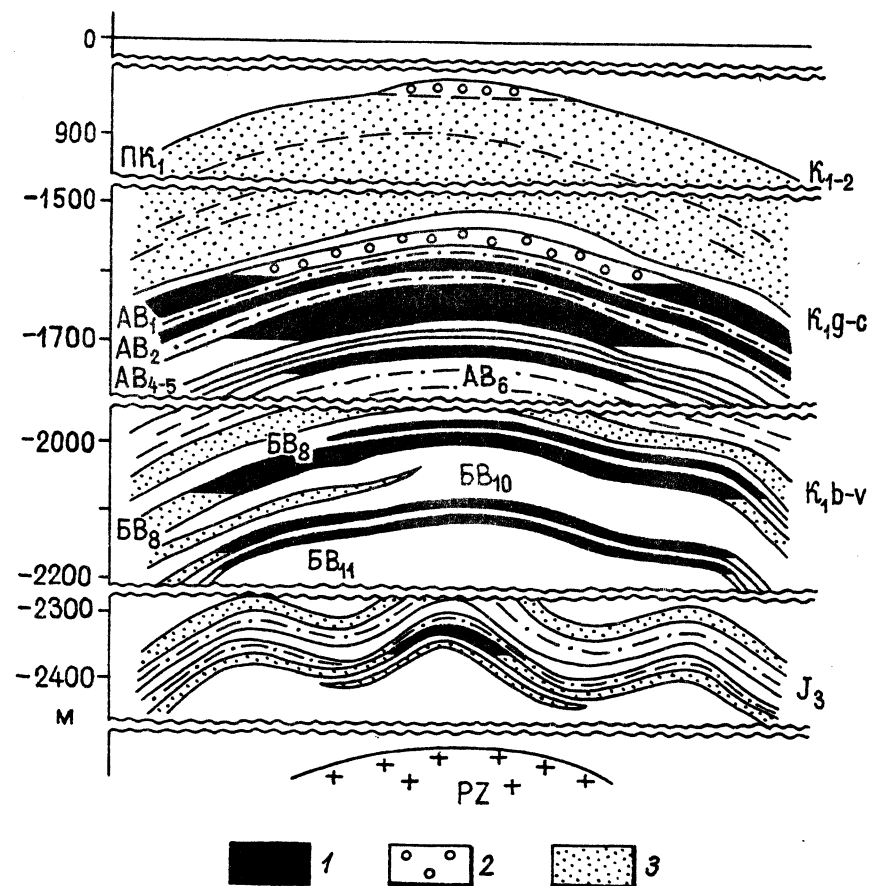 0
900
ПК₁
К₁₋₂
-1500
АВ₁
К₁g-c
-1700
АВ₂
АВ₄₋₅
АВ₆
-2000
БВ₈
БВ₁₀
К₁b-v
БВ₈
-2200
БВ₁₁
-2300
-2400
J₃
м
PZ
1
2
3